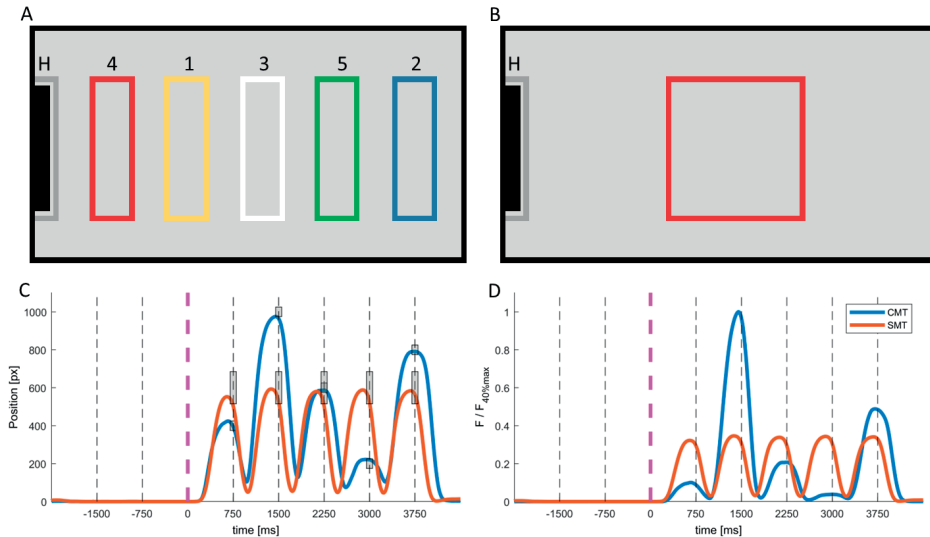 A
H 4 1 3 5 2
B
H
C
Position [px]
1000
800
600
400
200
0
-1500 -750 0 750 1500 2250 3000 3750
time [ms]
D
F / F40%max
1
0.8
0.6
0.4
0.2
0
-1500 -750 0 750 1500 2250 3000 3750
time [ms]
CMT
SMT